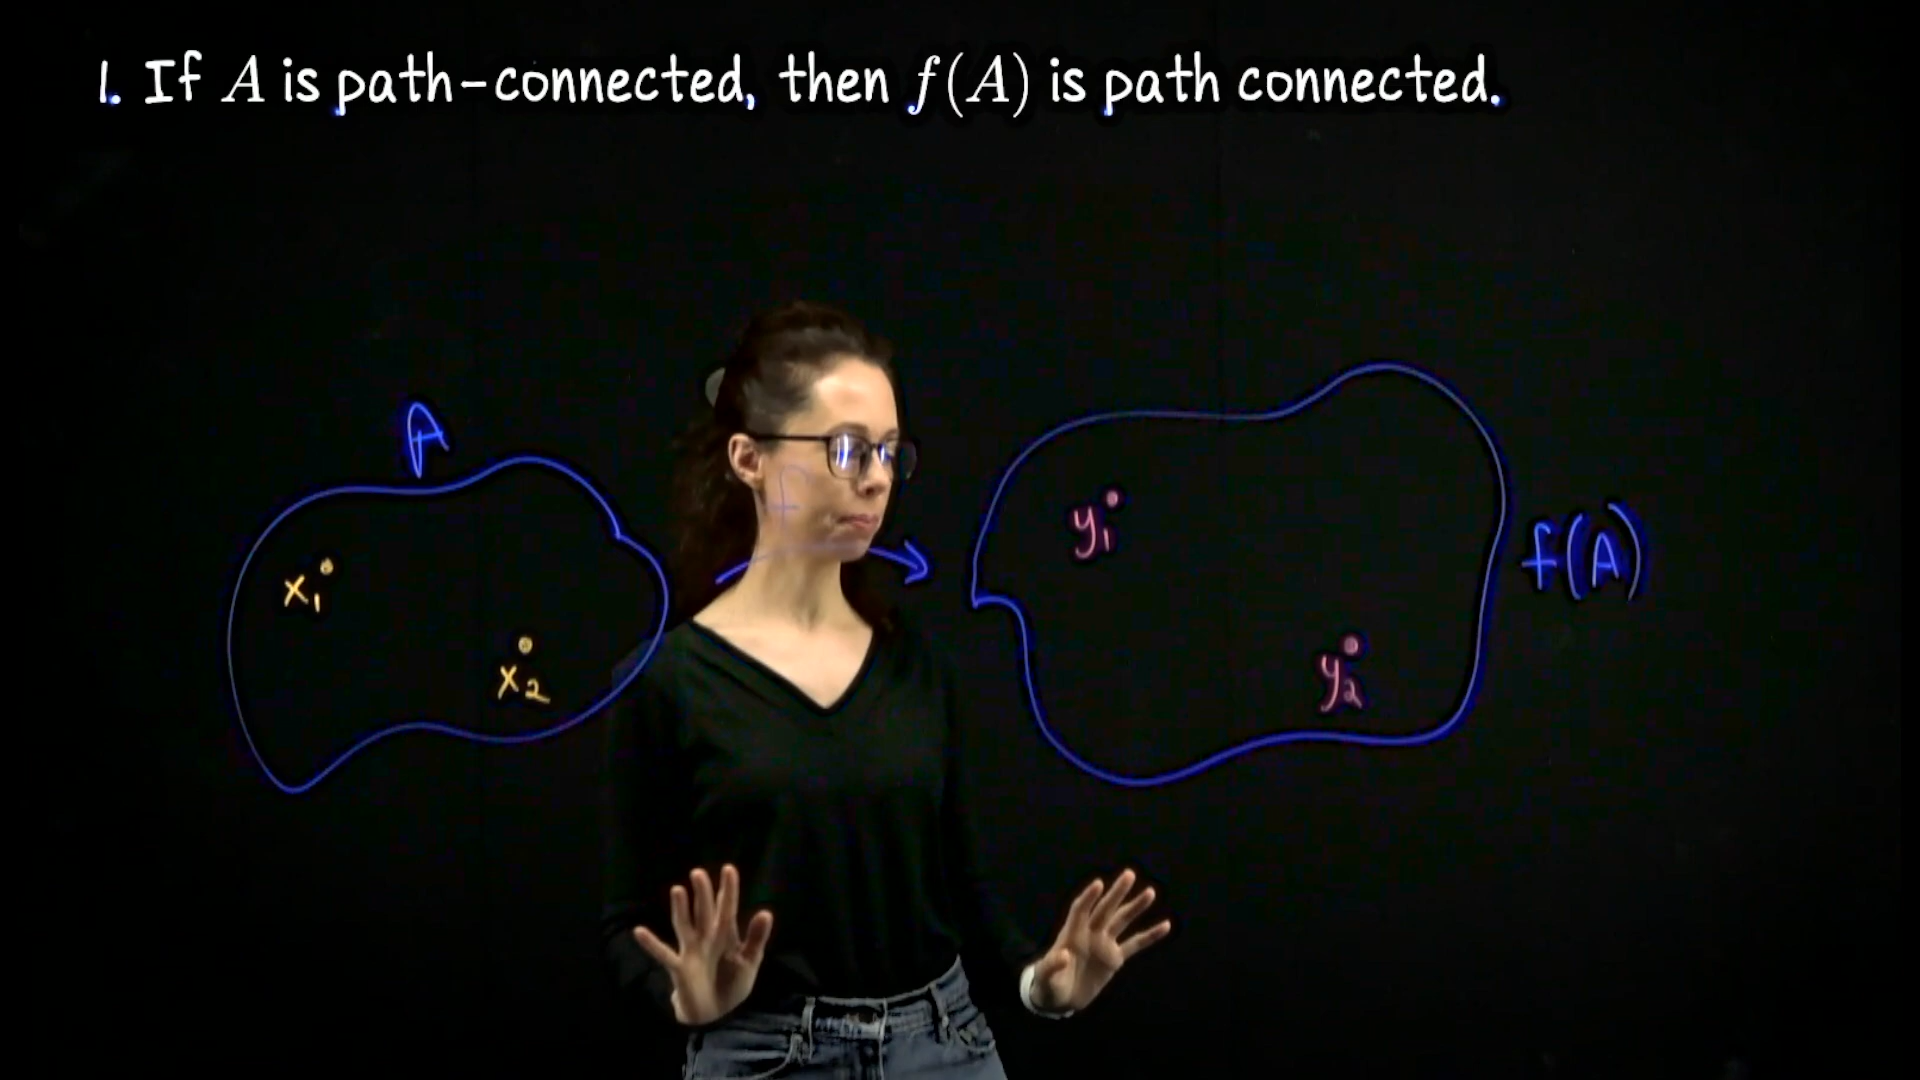 1. If A is path-connected, then f(A) is path connected.
A
f
f(A)
y₁
x₁
x₂
y₂